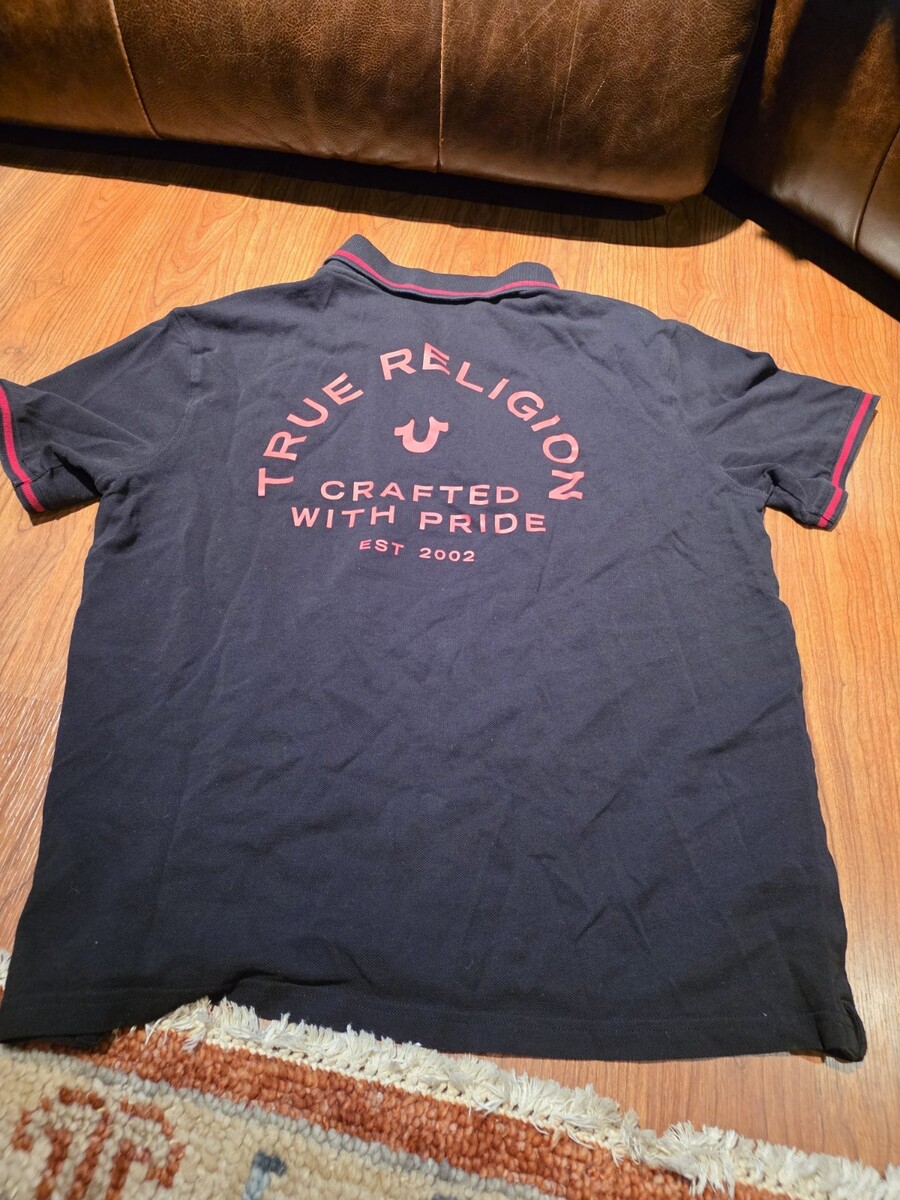 TRUE RELIGION
CRAFTED
WITH PRIDE
EST 2002